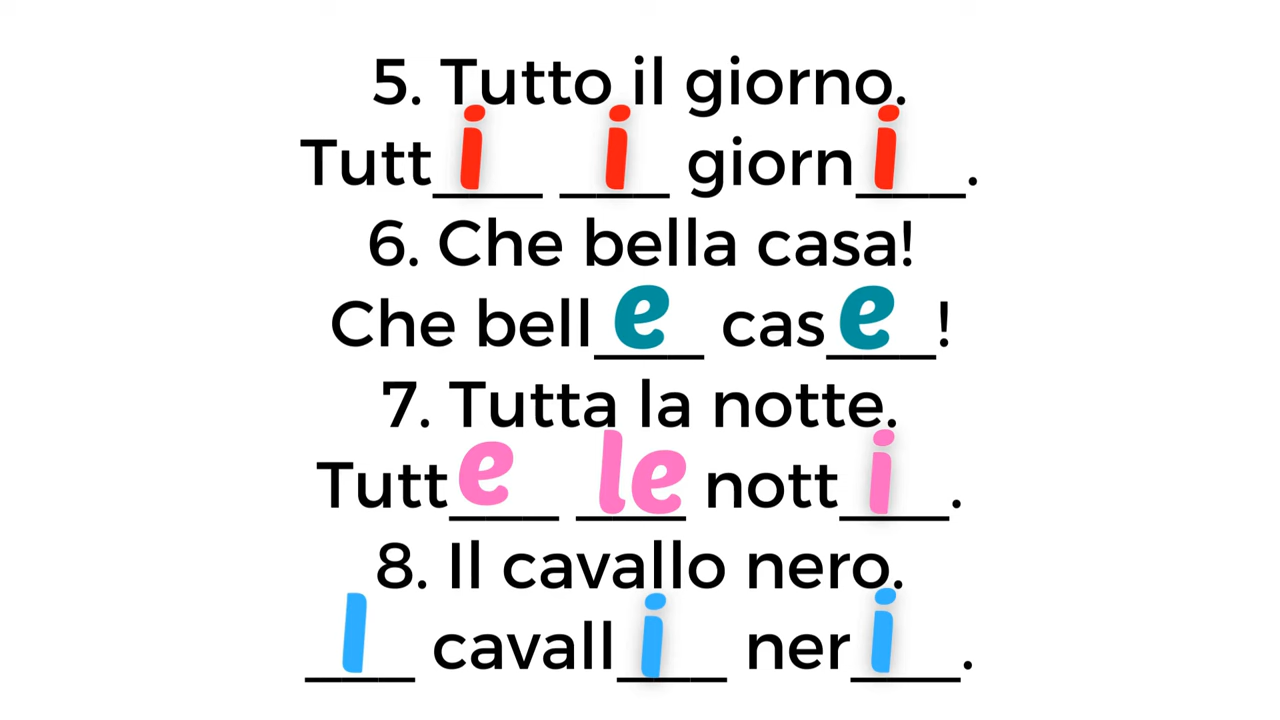 5. Tutto il giorno.
Tutti i giorni.
6. Che bella casa!
Che belle case!
7. Tutta la notte.
Tutte le notti.
8. Il cavallo nero.
I cavalli neri.